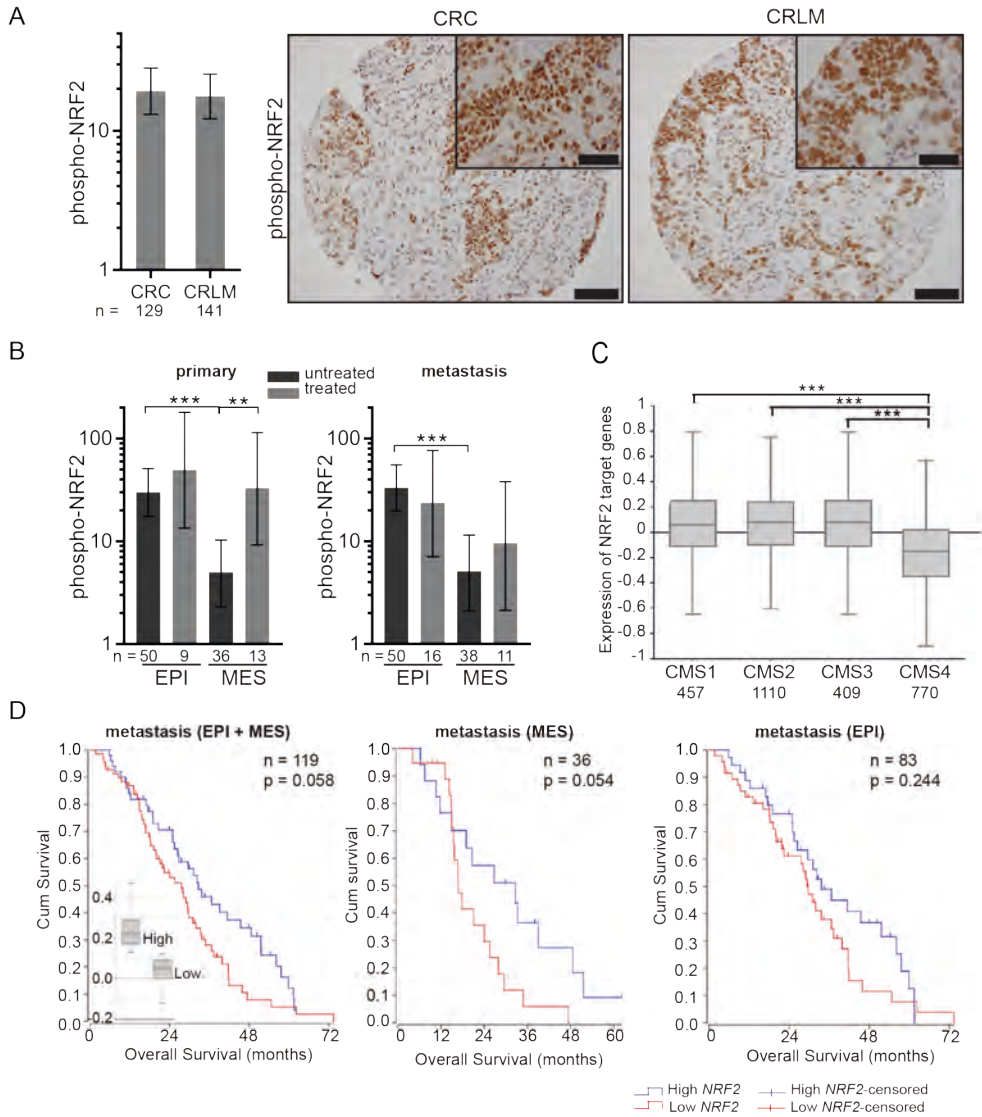 A
CRC
CRLM
phospho-NRF2
10
1
CRC
CRLM
n = 129 141
phospho-NRF2
B
primary
untreated
treated
metastasis
***
**
***
phospho-NRF2
100
10
1
n = 50 9 36 13
EPI
MES
phospho-NRF2
100
10
1
n = 50 16 38 11
EPI
MES
C
***
***
***
Expression of NRF2 target genes
1
0.8
0.6
0.4
0.2
0
-0.2
-0.4
-0.6
-0.8
-1
CMS1 CMS2 CMS3 CMS4
457 1110 409 770
D
metastasis (EPI + MES)
n = 119
p = 0.058
Cum Survival
1.0
0.9
0.8
0.7
0.6
0.5
0.4
0.3
0.2
0.1
0.0
0.4
0.2
0.0
-0.2
High
Low
0 24 48 72
Overall Survival (months)
metastasis (MES)
n = 36
p = 0.054
Cum Survival
1.0
0.9
0.8
0.7
0.6
0.5
0.4
0.3
0.2
0.1
0.0
0 12 24 36 48 60
Overall Survival (months)
metastasis (EPI)
n = 83
p = 0.244
Cum Survival
1.0
0.9
0.8
0.7
0.6
0.5
0.4
0.3
0.2
0.1
0.0
0 24 48 72
Overall Survival (months)
High NRF2 High NRF2-censored
Low NRF2 Low NRF2-censored